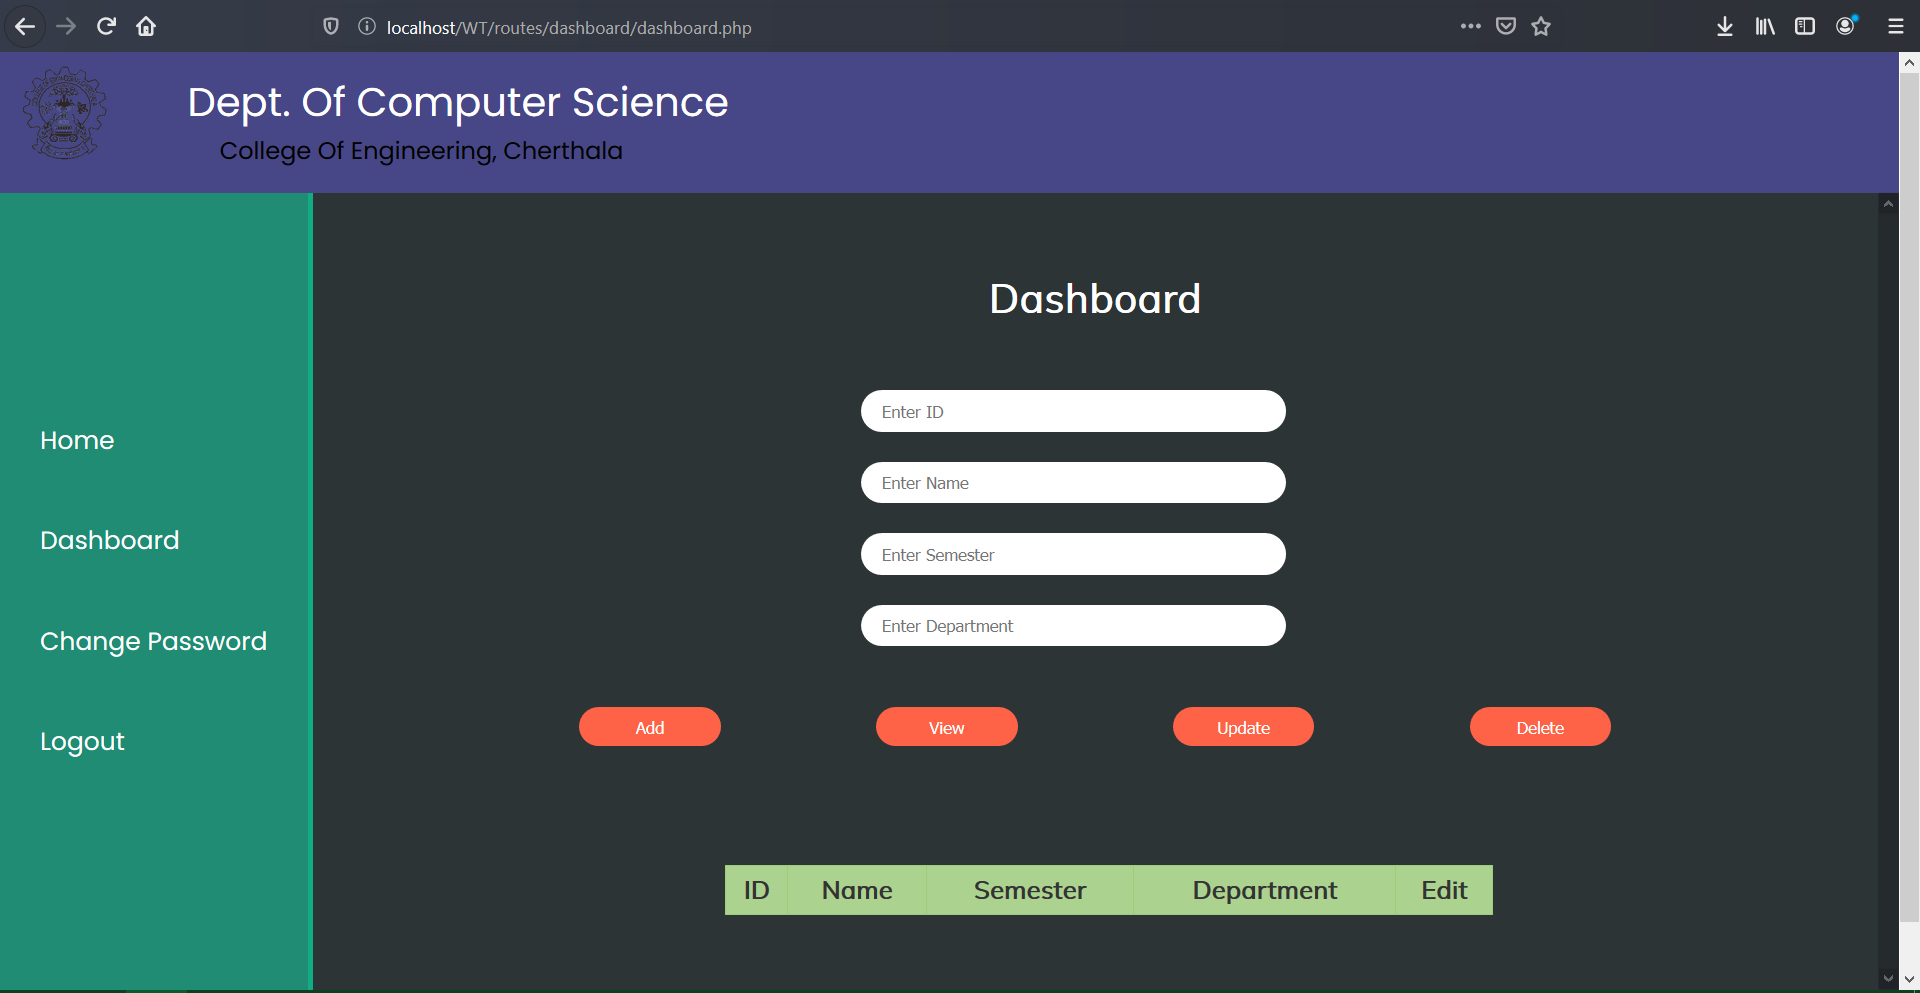 localhost/WT/routes/dashboard/dashboard.php
Dept. Of Computer Science
College Of Engineering, Cherthala
Home
Dashboard
Change Password
Logout
Dashboard
Enter ID
Enter Name
Enter Semester
Enter Department
Add View Update Delete
ID Name Semester Department Edit